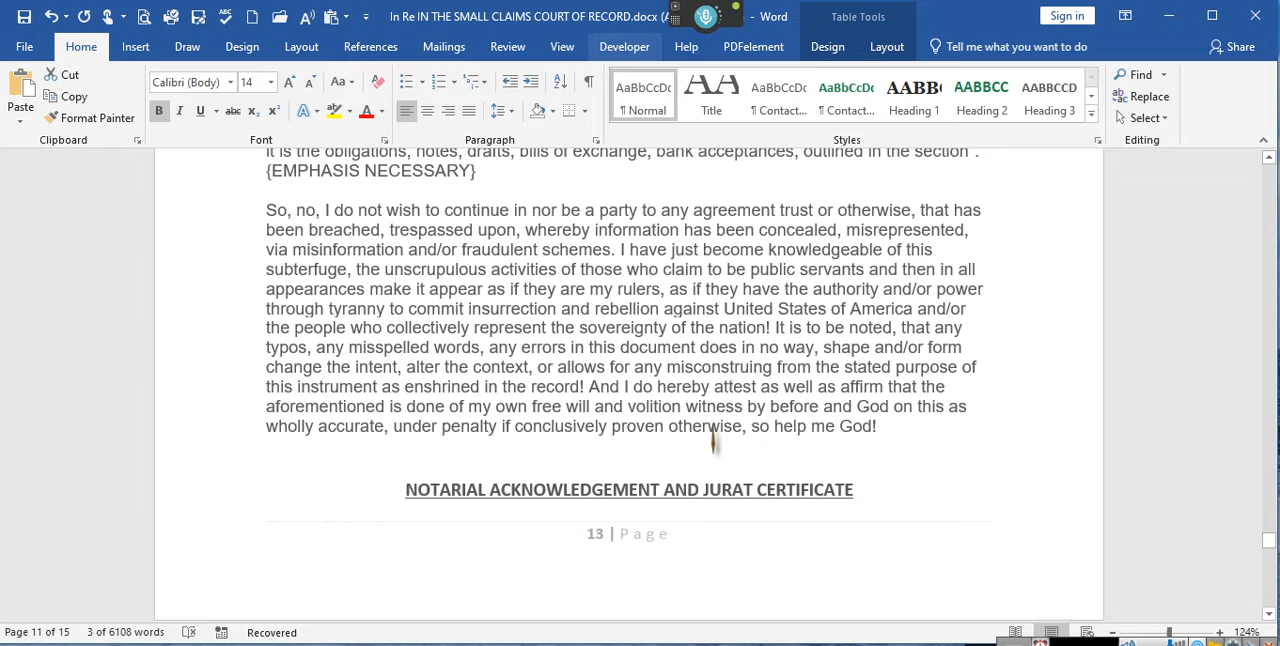 In Re IN THE SMALL CLAIMS COURT OF RECORD.docx (A
- Word
Table Tools
Sign in
File
Home
Insert
Draw
Design
Layout
References
Mailings
Review
View
Developer
Help
PDFelement
Design
Layout
Tell me what you want to do
Share
Paste
Cut
Copy
Format Painter
Clipboard
Calibri (Body)
14
Aa
B I U abc x₂ x²
Font
Paragraph
AaBbCcDc
¶ Normal
AA
Title
AaBbCcDc
¶ Contact...
AaBbCcDc
¶ Contact...
AABB
Heading 1
AABBCC
Heading 2
AABBCCD
Heading 3
Styles
Find
Replace
Select
Editing
it is the obligations, notes, drafts, bills of exchange, bank acceptances, outlined in the section".
{EMPHASIS NECESSARY}
So, no, I do not wish to continue in nor be a party to any agreement trust or otherwise, that has
been breached, trespassed upon, whereby information has been concealed, misrepresented,
via misinformation and/or fraudulent schemes. I have just become knowledgeable of this
subterfuge, the unscrupulous activities of those who claim to be public servants and then in all
appearances make it appear as if they are my rulers, as if they have the authority and/or power
through tyranny to commit insurrection and rebellion against United States of America and/or
the people who collectively represent the sovereignty of the nation! It is to be noted, that any
typos, any misspelled words, any errors in this document does in no way, shape and/or form
change the intent, alter the context, or allows for any misconstruing from the stated purpose of
this instrument as enshrined in the record! And I do hereby attest as well as affirm that the
aforementioned is done of my own free will and volition witness by before and God on this as
wholly accurate, under penalty if conclusively proven otherwise, so help me God!
NOTARIAL ACKNOWLEDGEMENT AND JURAT CERTIFICATE
13 | Page
Page 11 of 15
3 of 6108 words
Recovered
124%